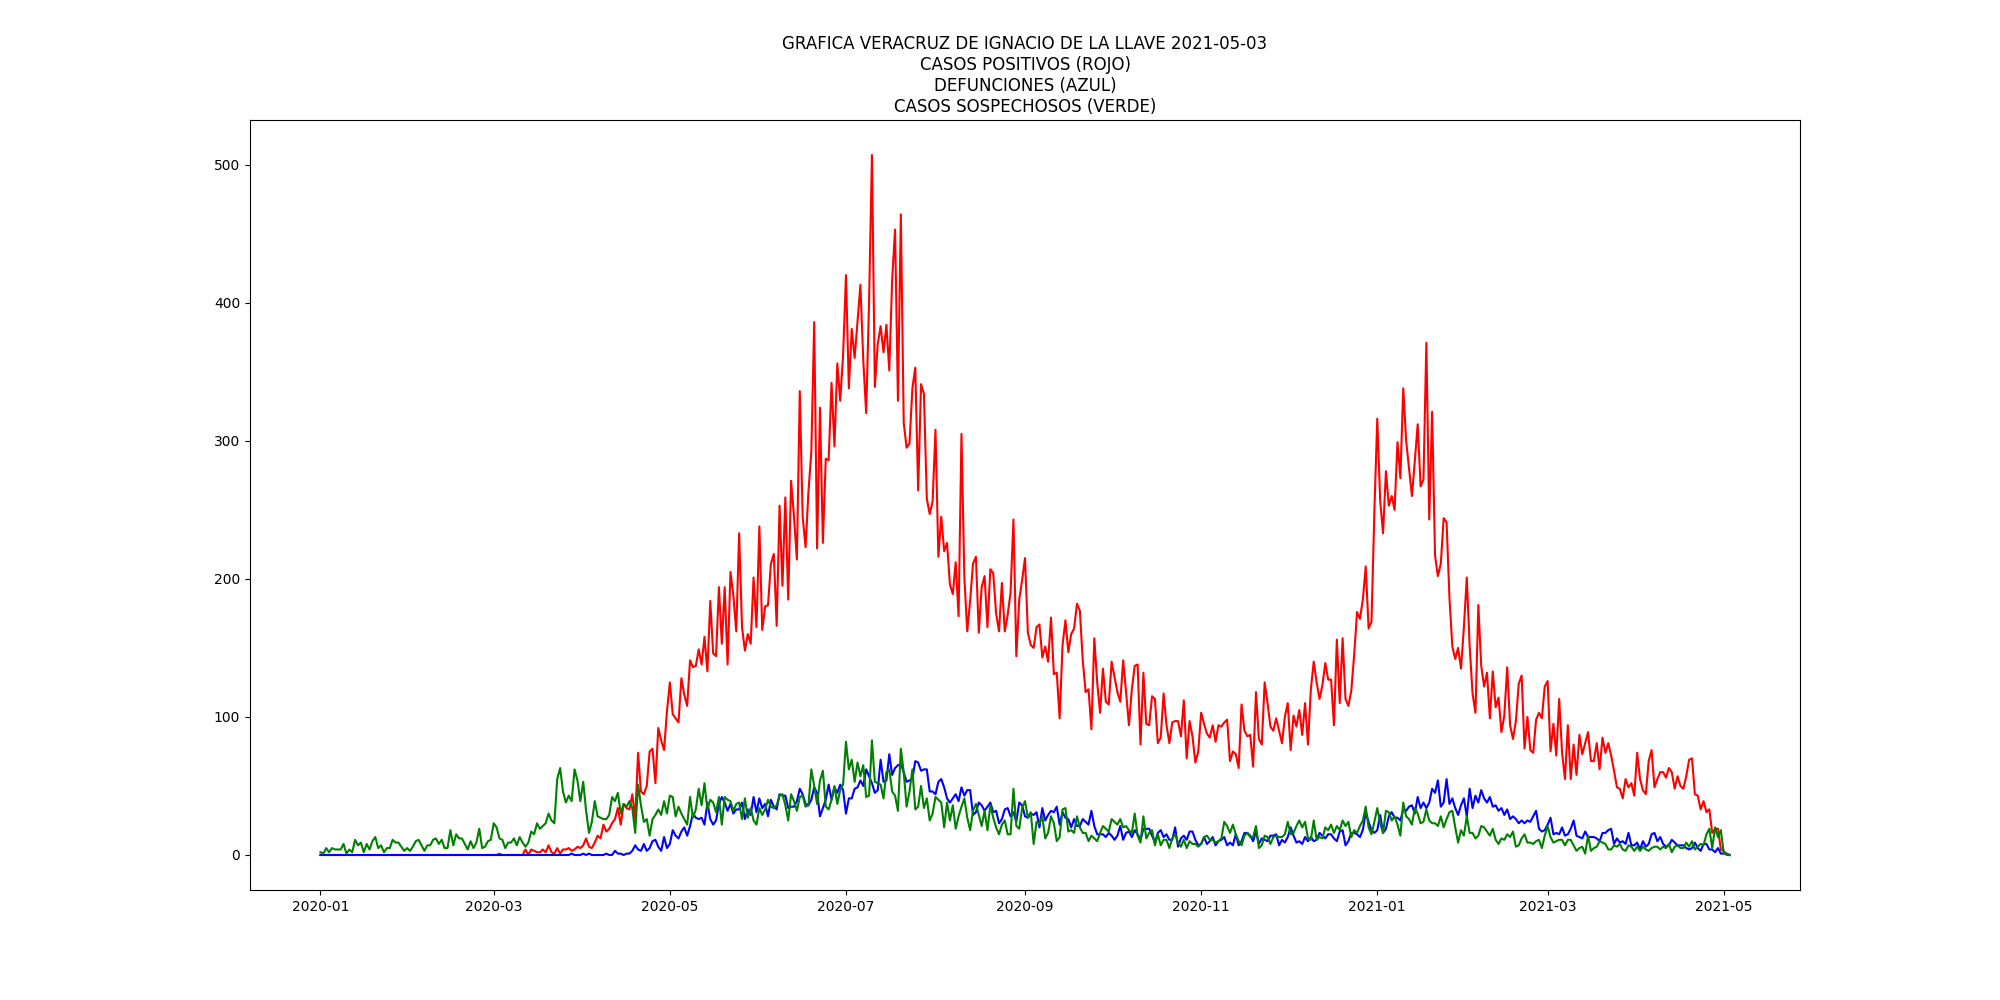 GRAFICA VERACRUZ DE IGNACIO DE LA LLAVE 2021-05-03
CASOS POSITIVOS (ROJO)
DEFUNCIONES (AZUL)
CASOS SOSPECHOSOS (VERDE)
500
400
300
200
100
0
2020-01 2020-03 2020-05 2020-07 2020-09 2020-11 2021-01 2021-03 2021-05